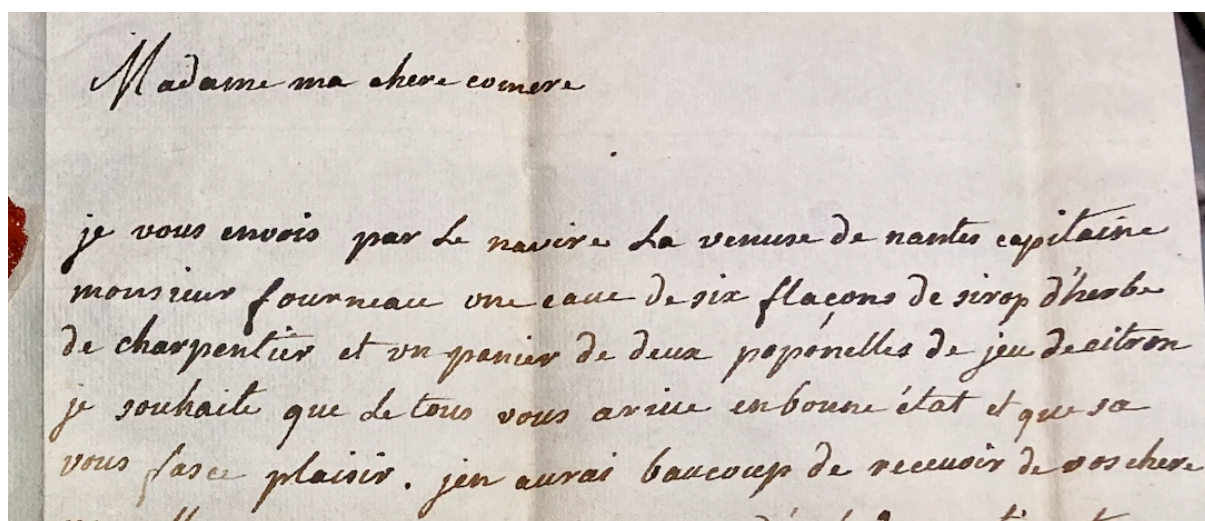 Madame ma chere comere
je vous envois par le navire la venuse de nantes capitaine
monsieur fourneau une cave de six flaçons de sirop d'herbe
de charpentier et un panier de deux poponelles de jeu de citron
je souhaite que le tous vous arive en bonne état et que sa
vous fasce plaisir. jen aurai baucoup de recevoir de vos chere